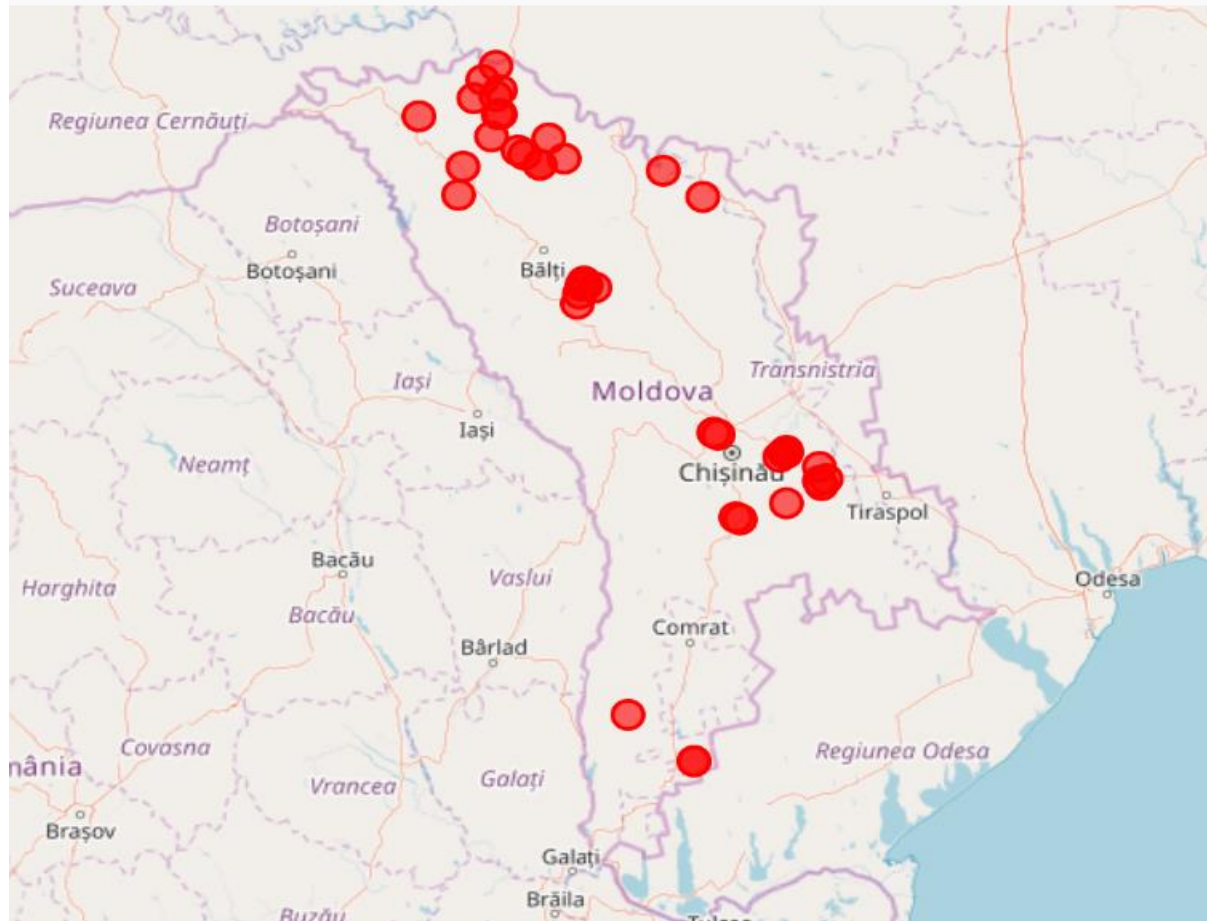 Regiunea Cernăuți
Botoșani
Botoșani
Bălți
Suceava
Transnistria
Iași
Moldova
Iași
Neamț
Chișinău
Tiraspol
Bacău
Vaslui
Odesa
Harghita
Bacău
Comrat
Bârlad
Covasna
Regiunea Odesa
mânia
Vrancea
Galați
Brașov
Galați
Brăila
Buzău